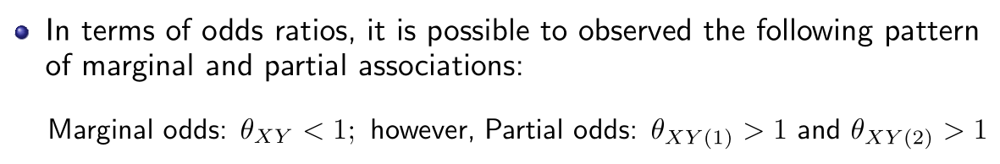 In terms of odds ratios, it is possible to observed the following pattern
of marginal and partial associations:
Marginal odds: $\theta_{XY} < 1$; however, Partial odds: $\theta_{XY(1)} > 1$ and $\theta_{XY(2)} > 1$